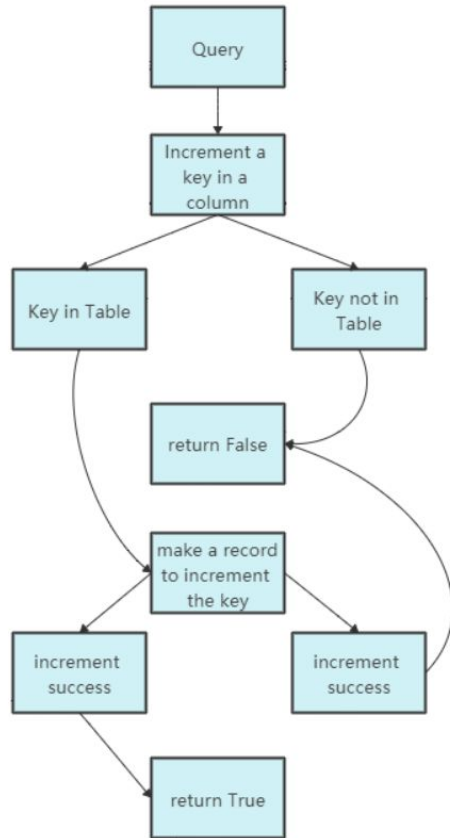 Query
Increment a
key in a
column
Key in Table
Key not in
Table
return False
make a record
to increment
the key
increment
success
increment
success
return True